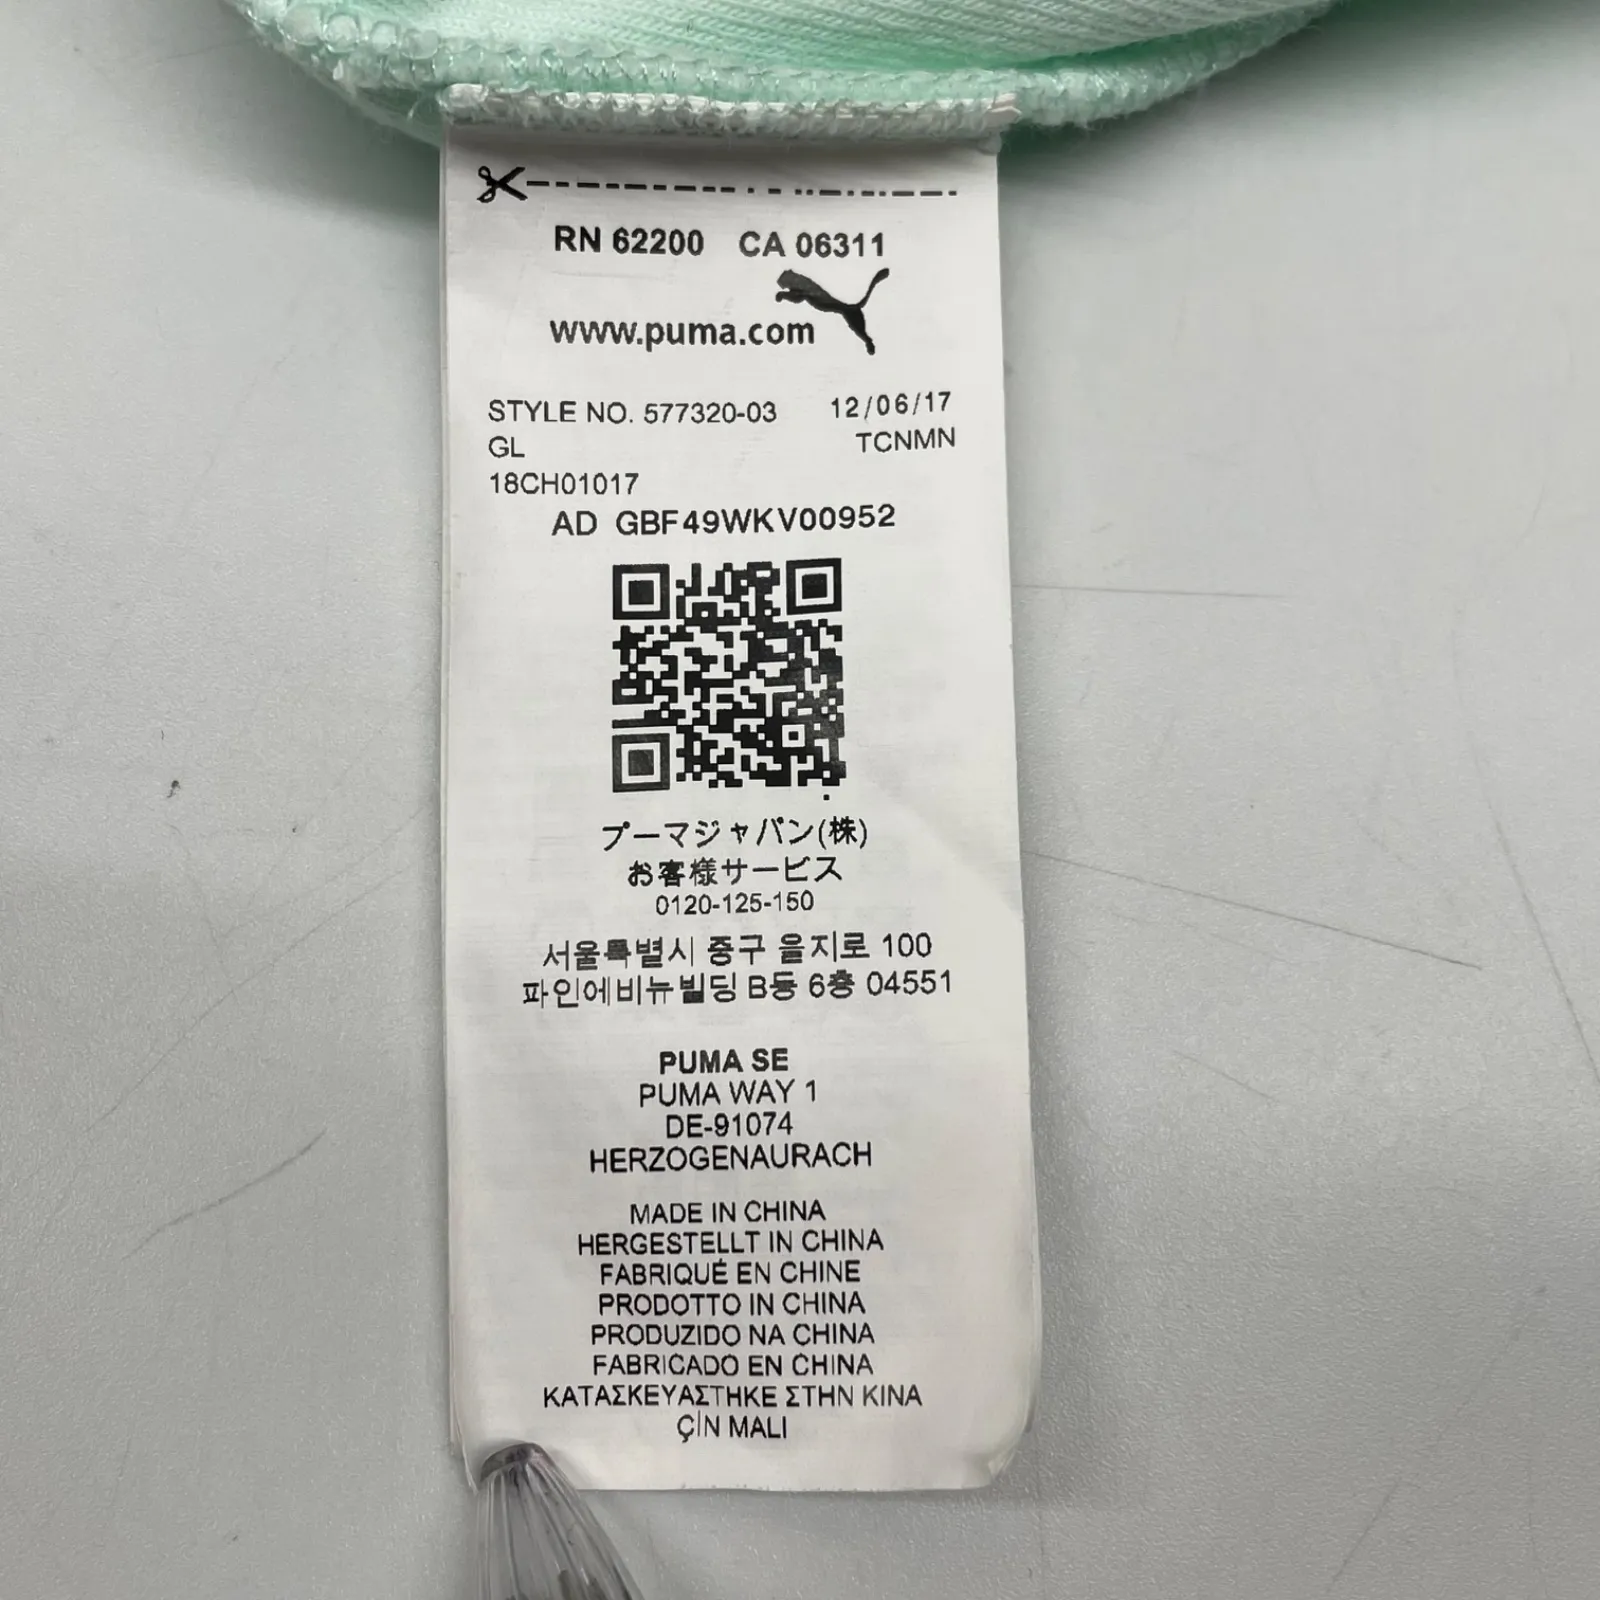 RN 62200 CA 06311
www.puma.com
STYLE NO. 577320-03 12/06/17
GL TCNMN
18CH01017
AD GBF49WKV00952
プーマジャパン(株)
お客様サービス
0120-125-150
서울특별시 중구 을지로 100
파인에비뉴빌딩 B동 6층 04551
PUMA SE
PUMA WAY 1
DE-91074
HERZOGENAURACH
MADE IN CHINA
HERGESTELLT IN CHINA
FABRIQUÉ EN CHINE
PRODOTTO IN CHINA
PRODUZIDO NA CHINA
FABRICADO EN CHINA
ΚΑΤΑΣΚΕΥΑΣΤΗΚΕ ΣΤΗΝ ΚΙΝΑ
ÇİN MALI